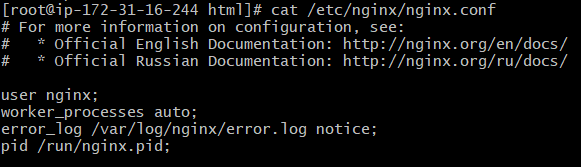 [root@ip-172-31-16-244 html]# cat /etc/nginx/nginx.conf
# For more information on configuration, see:
#   * Official English Documentation: http://nginx.org/en/docs/
#   * Official Russian Documentation: http://nginx.org/ru/docs/

user nginx;
worker_processes auto;
error_log /var/log/nginx/error.log notice;
pid /run/nginx.pid;